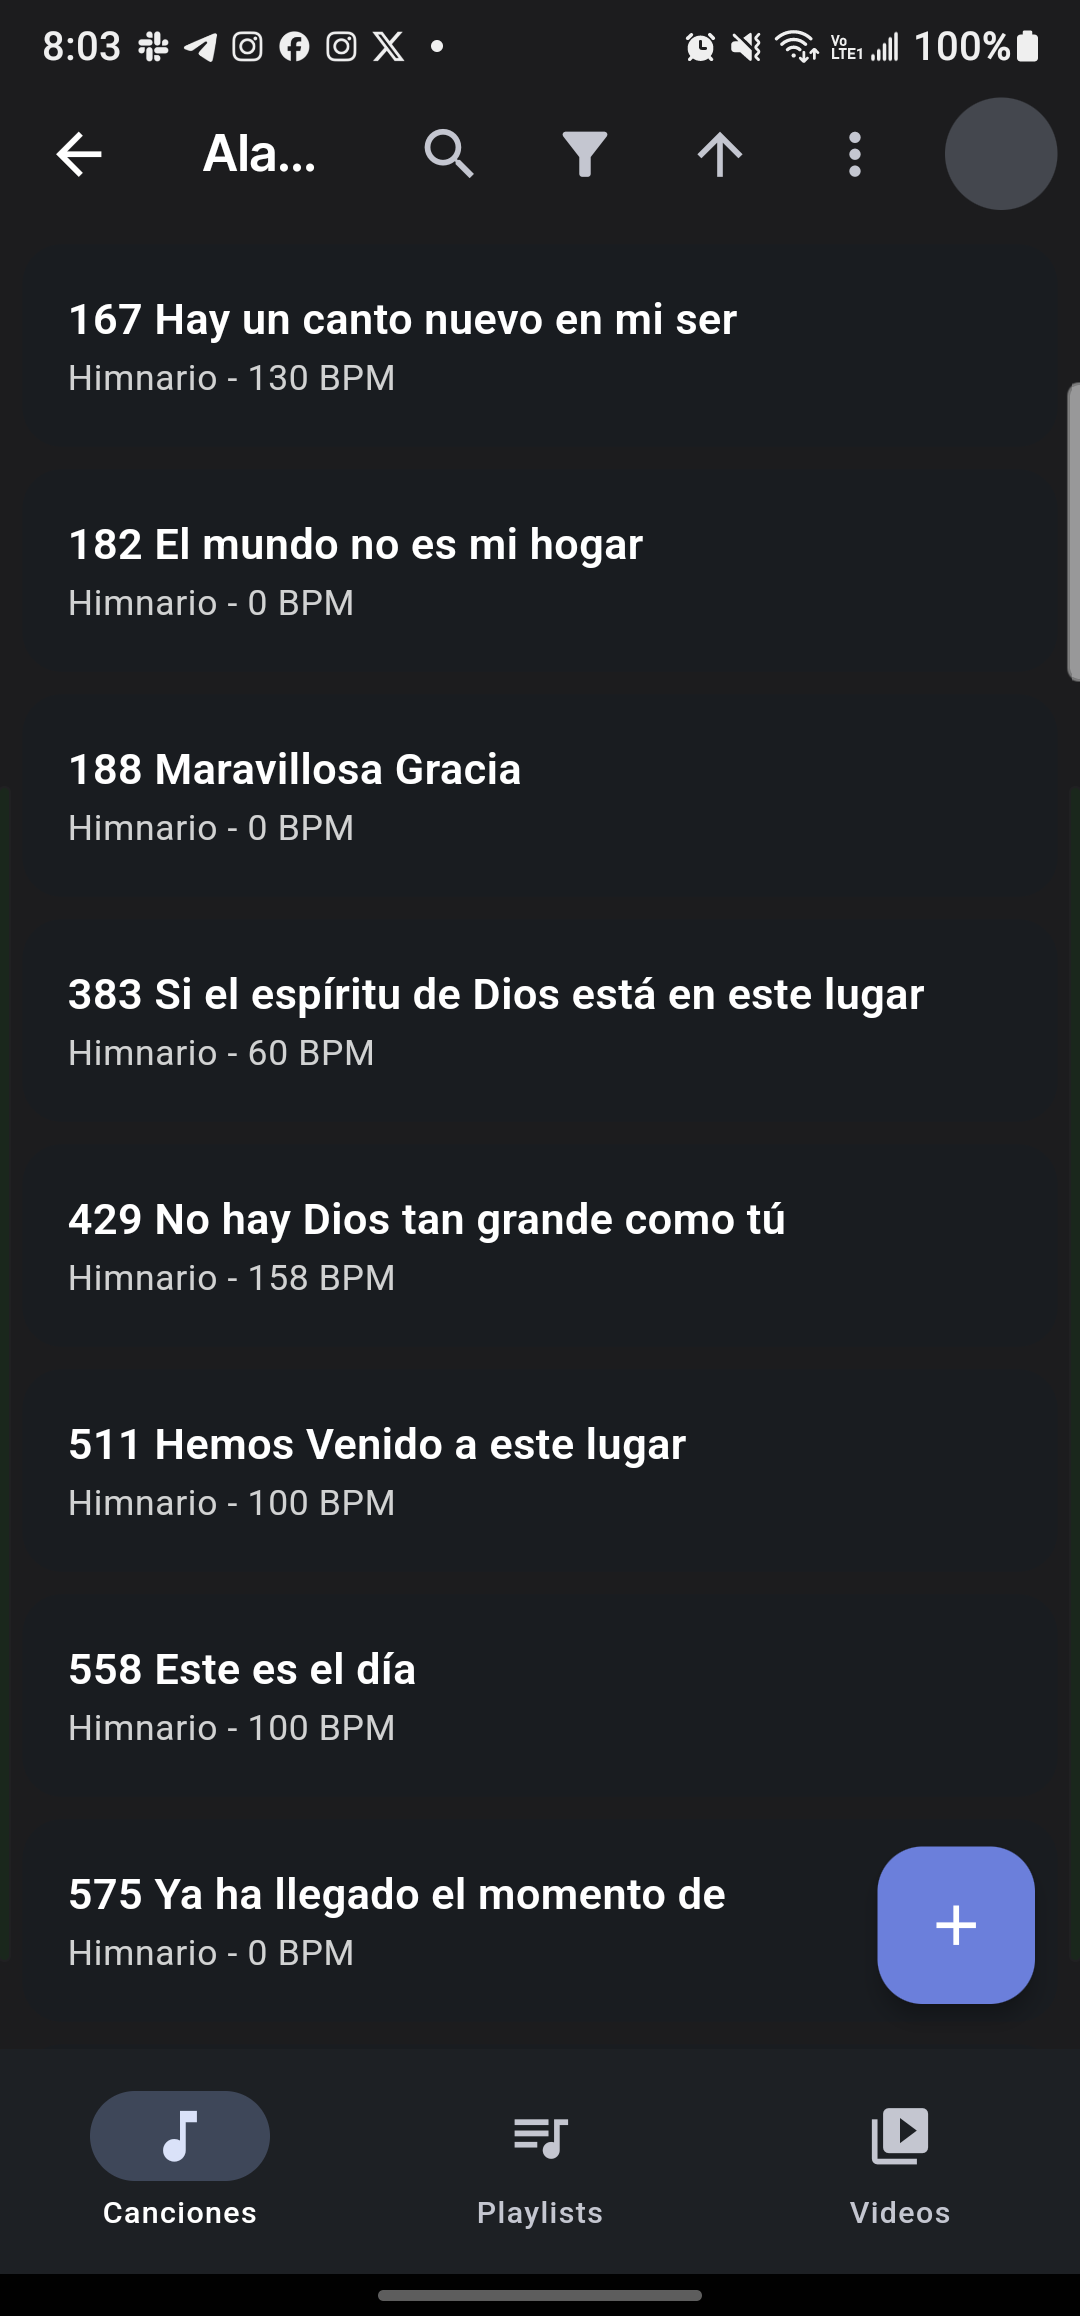 8:03
Vo
LTE1
100%
Ala...
167 Hay un canto nuevo en mi ser
Himnario - 130 BPM
182 El mundo no es mi hogar
Himnario - 0 BPM
188 Maravillosa Gracia
Himnario - 0 BPM
383 Si el espíritu de Dios está en este lugar
Himnario - 60 BPM
429 No hay Dios tan grande como tú
Himnario - 158 BPM
511 Hemos Venido a este lugar
Himnario - 100 BPM
558 Este es el día
Himnario - 100 BPM
575 Ya ha llegado el momento de
Himnario - 0 BPM
Canciones
Playlists
Videos